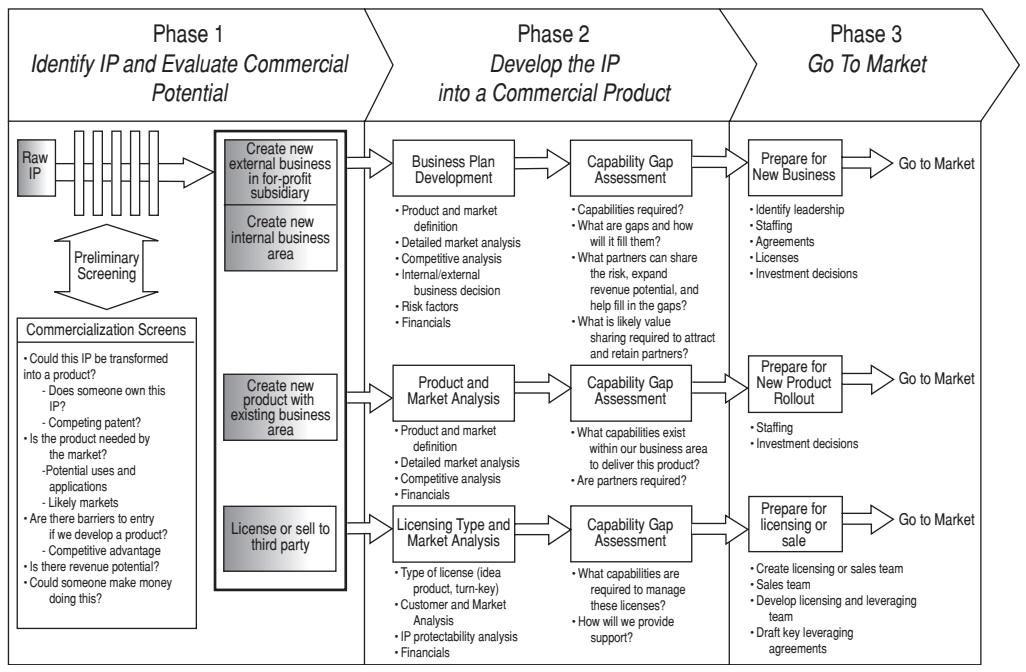 Phase 1
Identify IP and Evaluate Commercial
Potential
Phase 2
Develop the IP
into a Commercial Product
Phase 3
Go To Market
Raw
IP
Preliminary
Screening
Commercialization Screens
• Could this IP be transformed
into a product?
- Does someone own this
IP?
- Competing patent?
• Is the product needed by
the market?
-Potential uses and
applications
- Likely markets
• Are there barriers to entry
if we develop a product?
- Competitive advantage
• Is there revenue potential?
• Could someone make money
doing this?
Create new
external business
in for-profit
subsidiary
Create new
internal business
area
Business Plan
Development
• Product and market
definition
• Detailed market analysis
• Competitive analysis
• Internal/external
business decision
• Risk factors
• Financials
Capability Gap
Assessment
• Capabilities required?
• What are gaps and how
will it fill them?
• What partners can share
the risk, expand
revenue potential, and
help fill in the gaps?
• What is likely value
sharing required to attract
and retain partners?
Prepare for
New Business
• Identify leadership
• Staffing
• Agreements
• Licenses
• Investment decisions
Go to Market
Create new
product with
existing business
area
Product and
Market Analysis
• Product and market
definition
• Detailed market analysis
• Competitive analysis
• Financials
Capability Gap
Assessment
• What capabilities exist
within our business area
to deliver this product?
• Are partners required?
Prepare for
New Product
Rollout
• Staffing
• Investment decisions
Go to Market
License or sell to
third party
Licensing Type and
Market Analysis
• Type of license (idea
product, turn-key)
• Customer and Market
Analysis
• IP protectability analysis
• Financials
Capability Gap
Assessment
• What capabilities are
required to manage
these licenses?
• How will we provide
support?
Prepare for
licensing or
sale
• Create licensing or sales team
• Sales team
• Develop licensing and leveraging
team
• Draft key leveraging
agreements
Go to Market